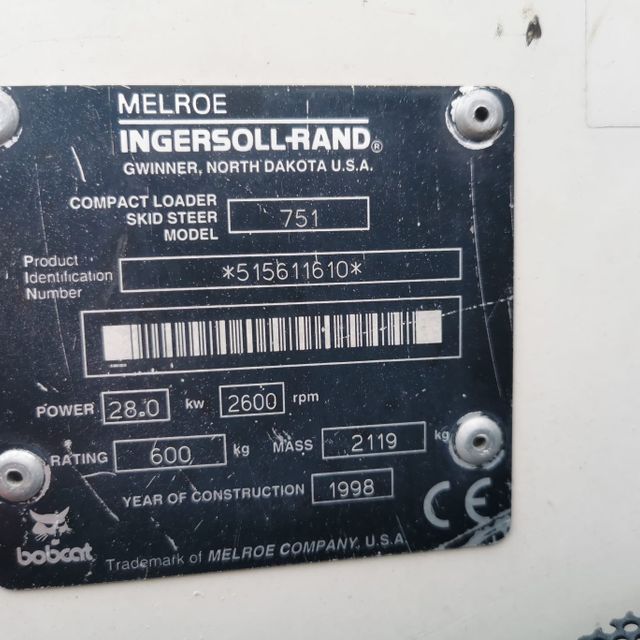 MELROE
INGERSOLL-RAND®
GWINNER, NORTH DAKOTA U.S.A.
COMPACT LOADER
SKID STEER
MODEL 751
Product
Identification
Number *515611610*
POWER 28.0 kw 2600 rpm
RATING 600 kg MASS 2119 kg
YEAR OF CONSTRUCTION 1998
CE
bobcat Trademark of MELROE COMPANY, U.S.A.